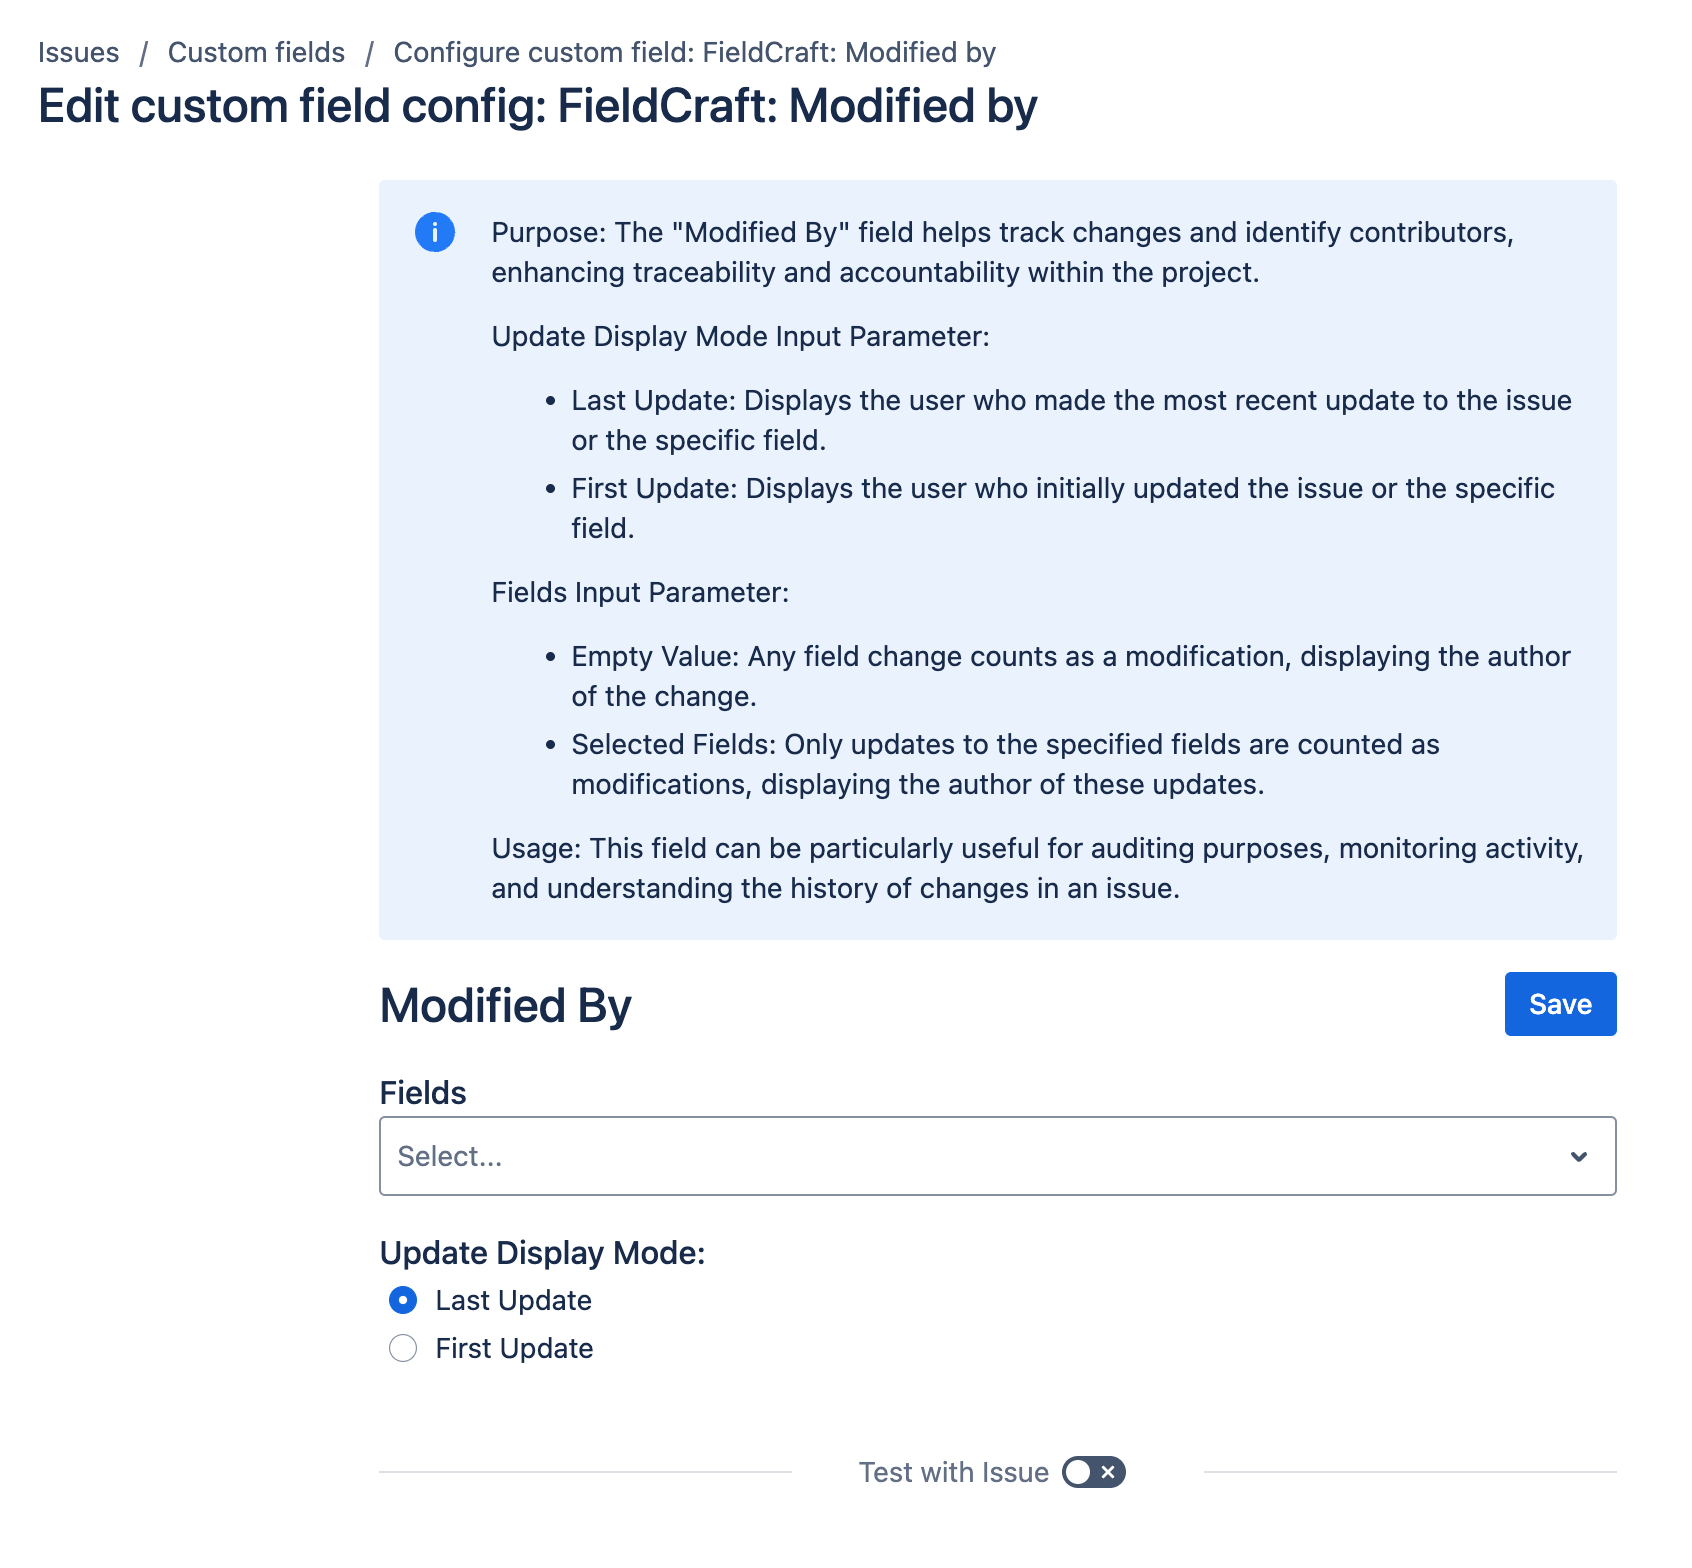 Issues / Custom fields / Configure custom field: FieldCraft: Modified by
Edit custom field config: FieldCraft: Modified by
Purpose: The "Modified By" field helps track changes and identify contributors,
enhancing traceability and accountability within the project.
Update Display Mode Input Parameter:
• Last Update: Displays the user who made the most recent update to the issue
or the specific field.
• First Update: Displays the user who initially updated the issue or the specific
field.
Fields Input Parameter:
• Empty Value: Any field change counts as a modification, displaying the author
of the change.
• Selected Fields: Only updates to the specified fields are counted as
modifications, displaying the author of these updates.
Usage: This field can be particularly useful for auditing purposes, monitoring activity,
and understanding the history of changes in an issue.
Modified By
Save
Fields
Select...
Update Display Mode:
Last Update
First Update
Test with Issue